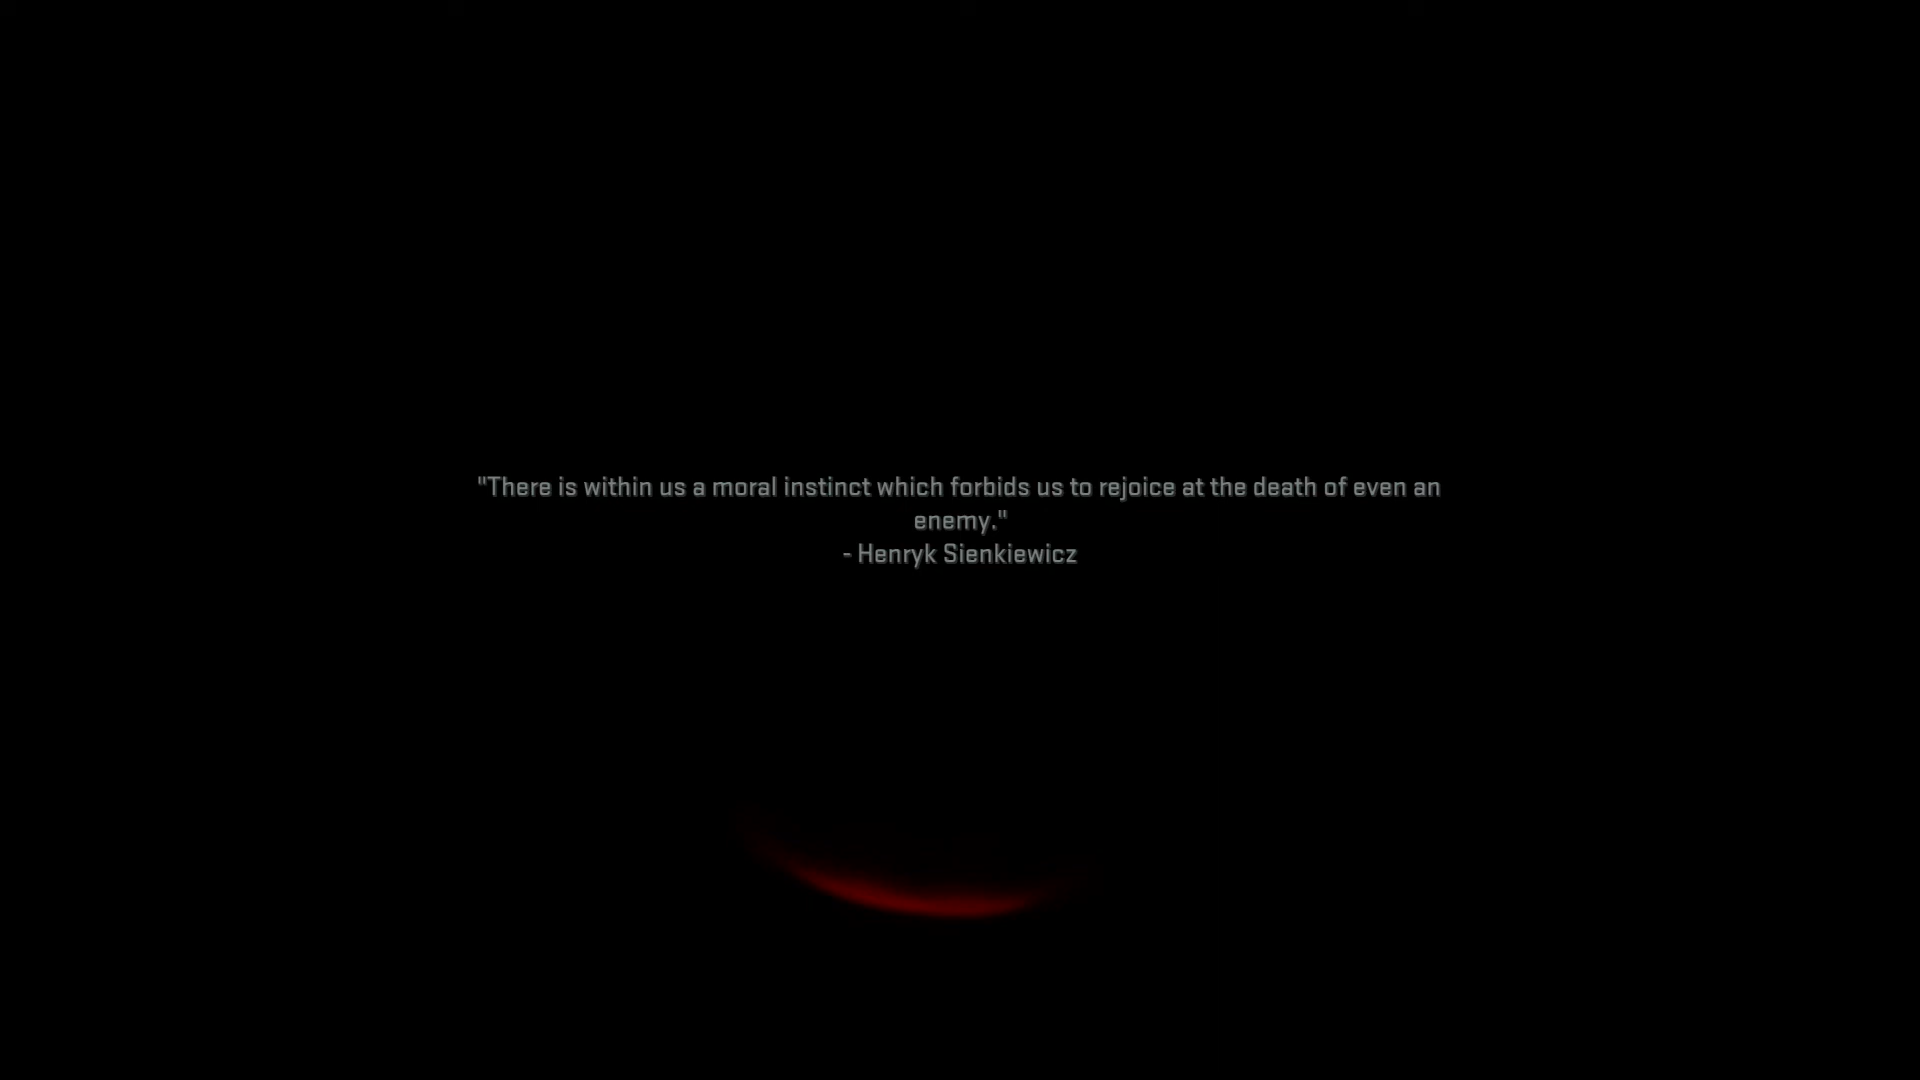 "There is within us a moral instinct which forbids us to rejoice at the death of even an
enemy."
- Henryk Sienkiewicz